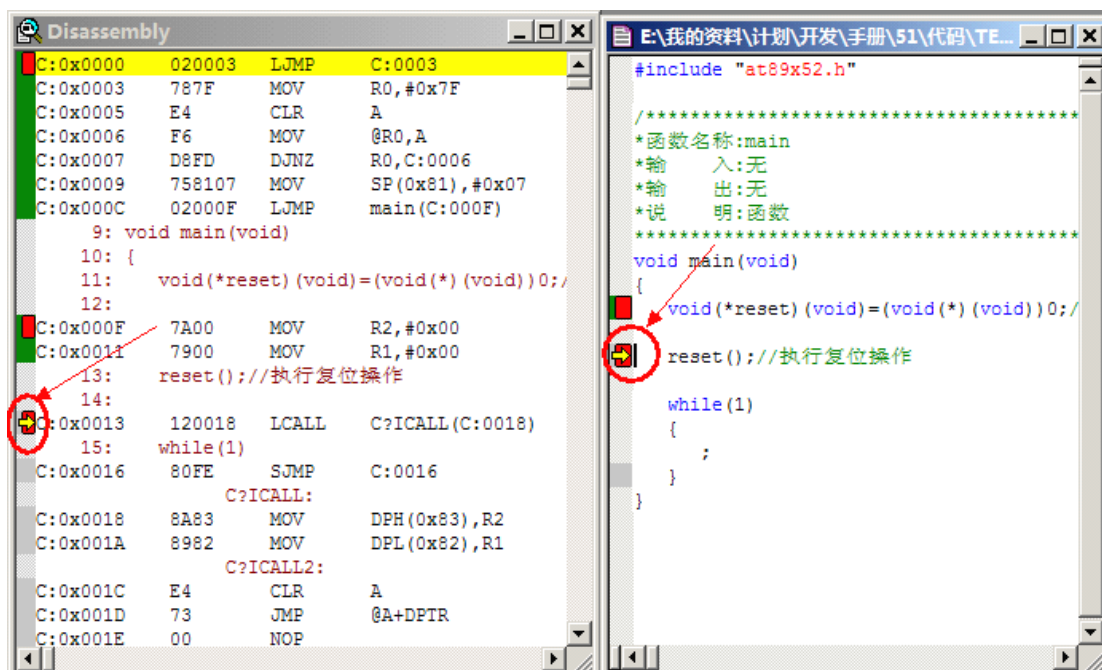 Disassembly
C:0x0000 020003 LJMP C:0003
C:0x0003 787F MOV R0,#0x7F
C:0x0005 E4 CLR A
C:0x0006 F6 MOV @R0,A
C:0x0007 D8FD DJNZ R0,C:0006
C:0x0009 758107 MOV SP(0x81),#0x07
C:0x000C 02000F LJMP main(C:000F)
9: void main(void)
10: {
11: void(*reset)(void)=(void(*)(void))0;/
12:
C:0x000F 7A00 MOV R2,#0x00
C:0x0011 7900 MOV R1,#0x00
13: reset();//执行复位操作
14:
C:0x0013 120018 LCALL C?ICALL(C:0018)
15: while(1)
C:0x0016 80FE SJMP C:0016
C?ICALL:
C:0x0018 8A83 MOV DPH(0x83),R2
C:0x001A 8982 MOV DPL(0x82),R1
C?ICALL2:
C:0x001C E4 CLR A
C:0x001D 73 JMP @A+DPTR
C:0x001E 00 NOP
E:\我的资料\计划\开发\手册\51\代码\TE...
#include "at89x52.h"
/*****************************************
*函数名称:main
*输 入:无
*输 出:无
*说 明:函数
******************************************
void main(void)
{
void(*reset)(void)=(void(*)(void))0;/
reset();//执行复位操作
while(1)
{
;
}
}